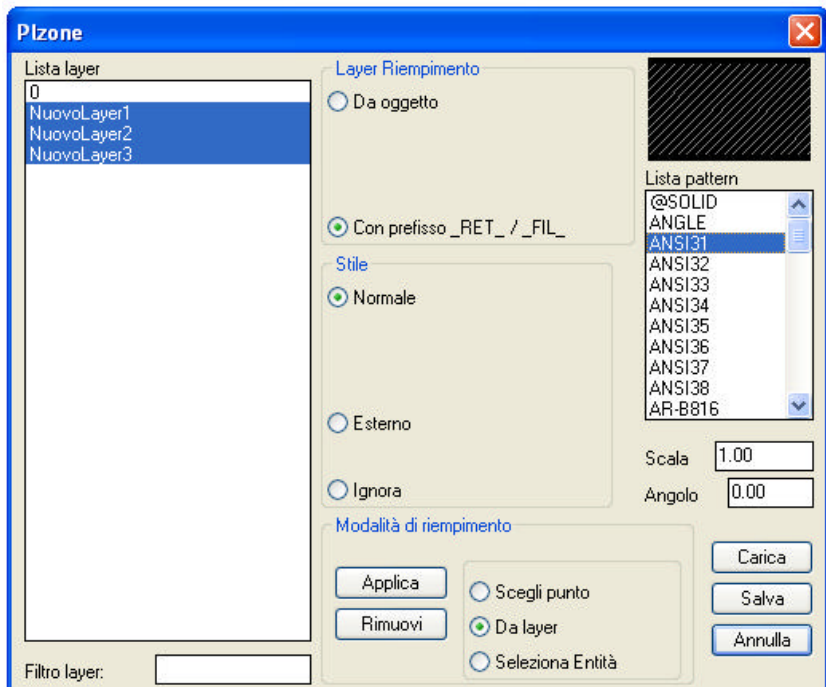 Plzone
Lista layer
0
NuovoLayer1
NuovoLayer2
NuovoLayer3
Filtro layer:
Layer Riempimento
Da oggetto
Con prefisso _RET_ / _FIL_
Stile
Normale
Esterno
Ignora
Modalità di riempimento
Applica
Rimuovi
Scegli punto
Da layer
Seleziona Entità
Lista pattern
@SOLID
ANGLE
ANSI31
ANSI32
ANSI33
ANSI34
ANSI35
ANSI36
ANSI37
ANSI38
AR-B816
Scala 1.00
Angolo 0.00
Carica
Salva
Annulla